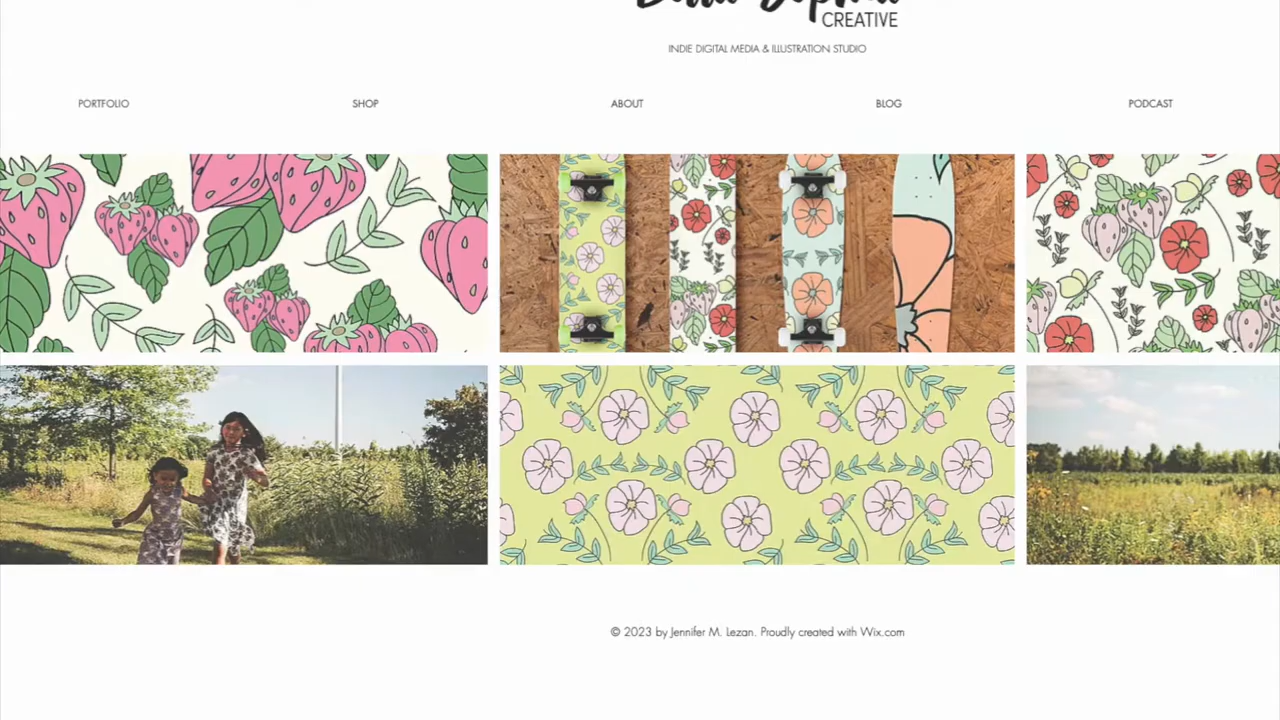 CREATIVE
INDIE DIGITAL MEDIA & ILLUSTRATION STUDIO
PORTFOLIO SHOP ABOUT BLOG PODCAST
© 2023 by Jennifer M. Lezan. Proudly created with Wix.com